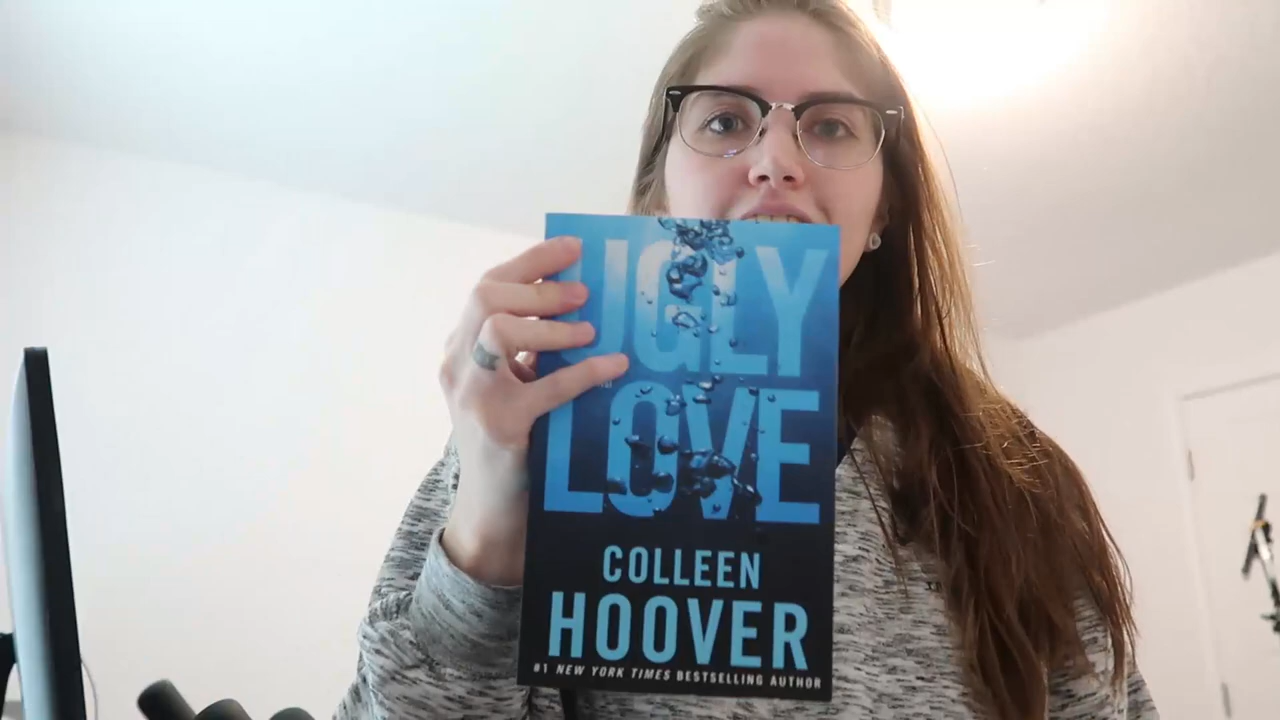 UGLY
LOVE
COLLEEN
HOOVER
#1 NEW YORK TIMES BESTSELLING AUTHOR